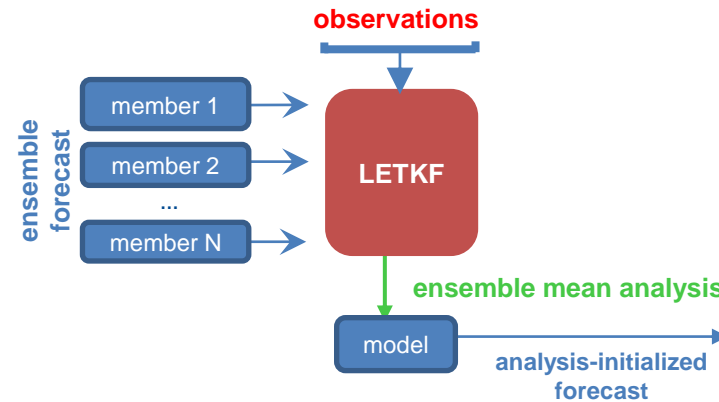 observations
ensemble
forecast
member 1
member 2
...
member N
LETKF
ensemble mean analysis
model
analysis-initialized
forecast